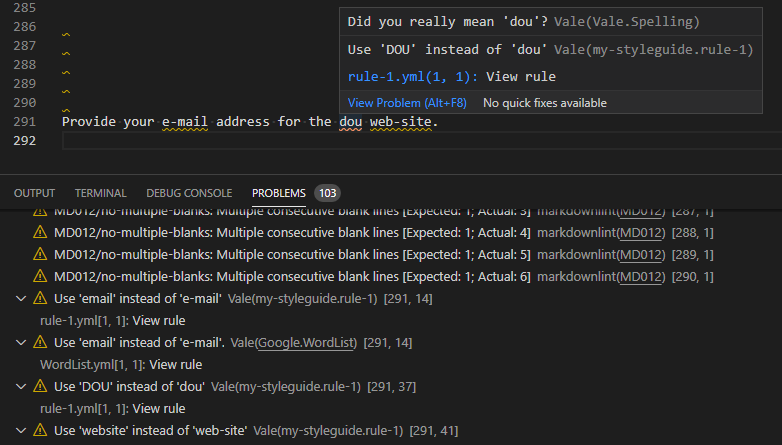 285
Did you really mean 'dou'? Vale(Vale.Spelling)
286
Use 'DOU' instead of 'dou' Vale(my-styleguide.rule-1)
287
rule-1.yml(1, 1): View rule
288
289
View Problem (Alt+F8) No quick fixes available
290
291 Provide your e-mail address for the dou web-site.
292
OUTPUT TERMINAL DEBUG CONSOLE PROBLEMS 103
MD012/no-multiple-blanks: Multiple consecutive blank lines [Expected: 1; Actual: 3] markdownlint(MD012) [287, 1]
MD012/no-multiple-blanks: Multiple consecutive blank lines [Expected: 1; Actual: 4] markdownlint(MD012) [288, 1]
MD012/no-multiple-blanks: Multiple consecutive blank lines [Expected: 1; Actual: 5] markdownlint(MD012) [289, 1]
MD012/no-multiple-blanks: Multiple consecutive blank lines [Expected: 1; Actual: 6] markdownlint(MD012) [290, 1]
Use 'email' instead of 'e-mail' Vale(my-styleguide.rule-1) [291, 14]
rule-1.yml[1, 1]: View rule
Use 'email' instead of 'e-mail'. Vale(Google.WordList) [291, 14]
WordList.yml[1, 1]: View rule
Use 'DOU' instead of 'dou' Vale(my-styleguide.rule-1) [291, 37]
rule-1.yml[1, 1]: View rule
Use 'website' instead of 'web-site' Vale(my-styleguide.rule-1) [291, 41]